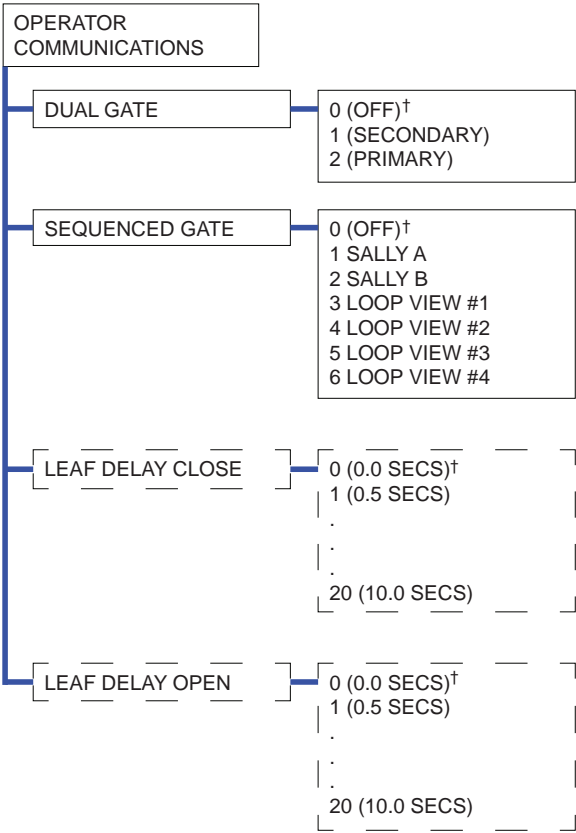 OPERATOR
COMMUNICATIONS
DUAL GATE
0 (OFF)†
1 (SECONDARY)
2 (PRIMARY)
SEQUENCED GATE
0 (OFF)†
1 SALLY A
2 SALLY B
3 LOOP VIEW #1
4 LOOP VIEW #2
5 LOOP VIEW #3
6 LOOP VIEW #4
LEAF DELAY CLOSE
0 (0.0 SECS)†
1 (0.5 SECS)
.
.
.
20 (10.0 SECS)
LEAF DELAY OPEN
0 (0.0 SECS)†
1 (0.5 SECS)
.
.
.
20 (10.0 SECS)